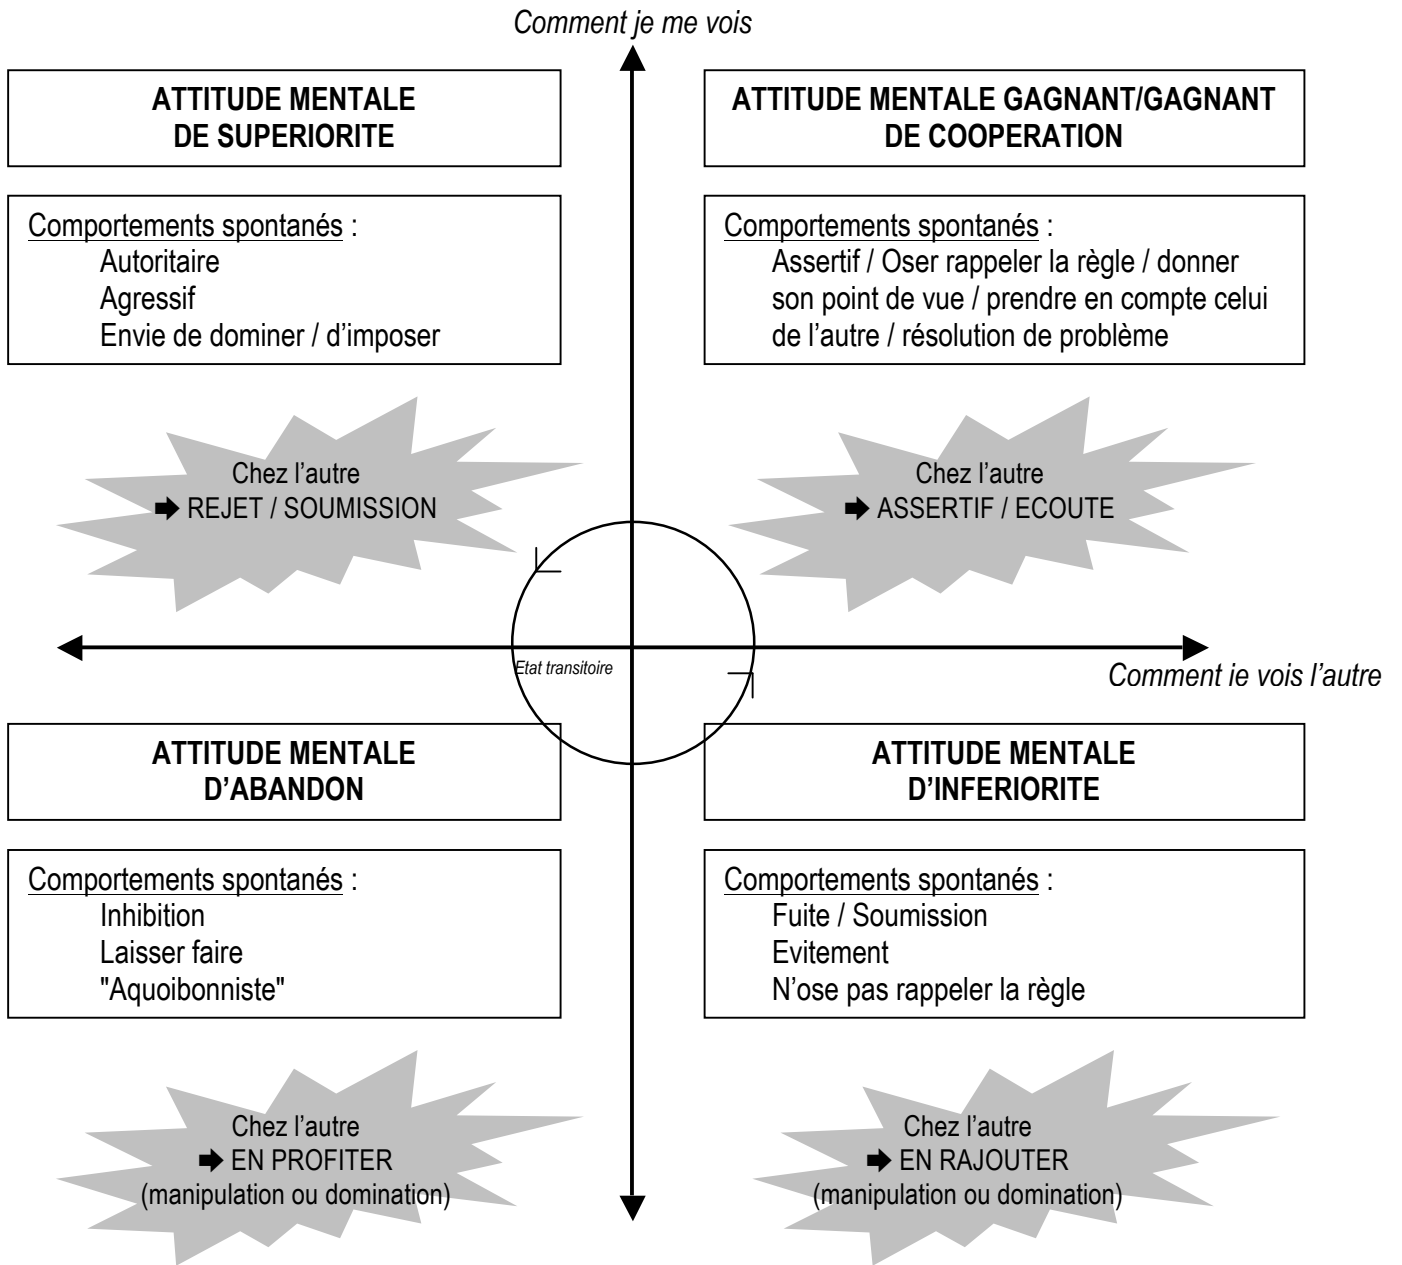 Comment je me vois
ATTITUDE MENTALE
DE SUPERIORITE
ATTITUDE MENTALE GAGNANT/GAGNANT
DE COOPERATION
Comportements spontanés :
Autoritaire
Agressif
Envie de dominer / d’imposer
Comportements spontanés :
Assertif / Oser rappeler la règle / donner
son point de vue / prendre en compte celui
de l’autre / résolution de problème
Chez l’autre
➡ REJET / SOUMISSION
Chez l’autre
➡ ASSERTIF / ECOUTE
Etat transitoire
Comment ie vois l’autre
ATTITUDE MENTALE
D’ABANDON
ATTITUDE MENTALE
D’INFERIORITE
Comportements spontanés :
Inhibition
Laisser faire
"Aquoibonniste"
Comportements spontanés :
Fuite / Soumission
Evitement
N’ose pas rappeler la règle
Chez l’autre
➡ EN PROFITER
(manipulation ou domination)
Chez l’autre
➡ EN RAJOUTER
(manipulation ou domination)